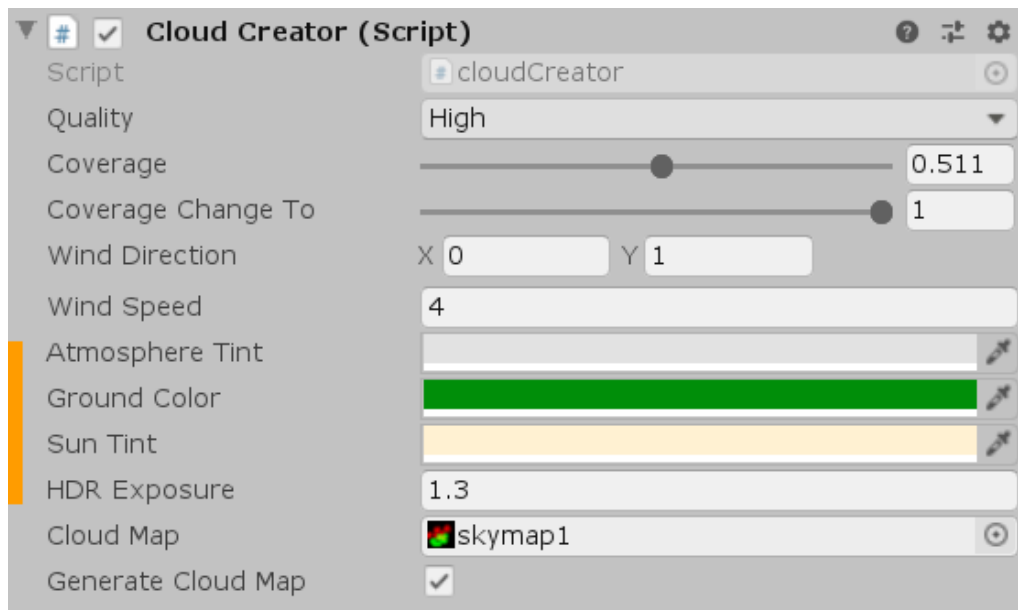 # Cloud Creator (Script)
Script # cloudCreator
Quality High
Coverage 0.511
Coverage Change To 1
Wind Direction X 0 Y 1
Wind Speed 4
Atmosphere Tint
Ground Color
Sun Tint
HDR Exposure 1.3
Cloud Map skymap1
Generate Cloud Map